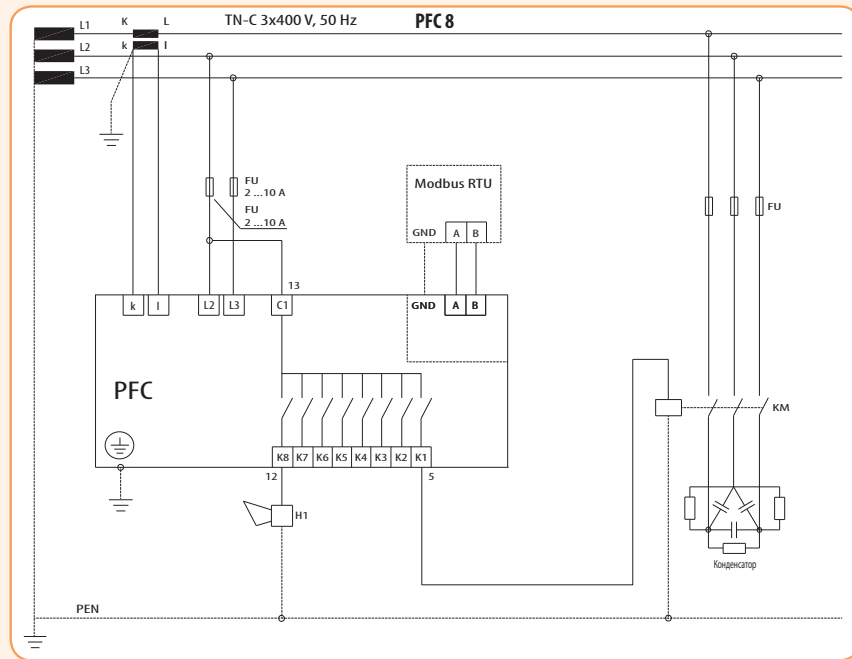 TN-C 3x400 V, 50 Hz
PFC 8
L1
K
L
L2
k
l
L3
FU
2 ...10 A
FU
2 ...10 A
Modbus RTU
GND
A
B
FU
13
k
l
L2
L3
C1
GND
A
B
PFC
KM
K8
K7
K6
K5
K4
K3
K2
K1
12
5
H1
Конденсатор
PEN